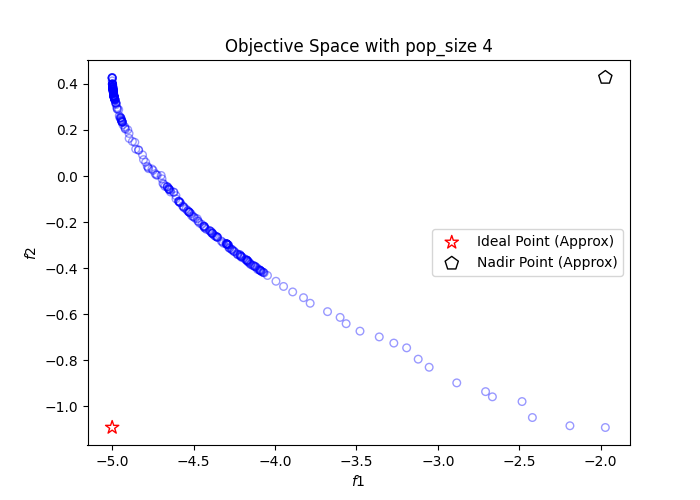 Objective Space with pop_size 4
0.4
0.2
0.0
−0.2
−0.4
−0.6
−0.8
−1.0
f2
Ideal Point (Approx)
Nadir Point (Approx)
−5.0 −4.5 −4.0 −3.5 −3.0 −2.5 −2.0
f1